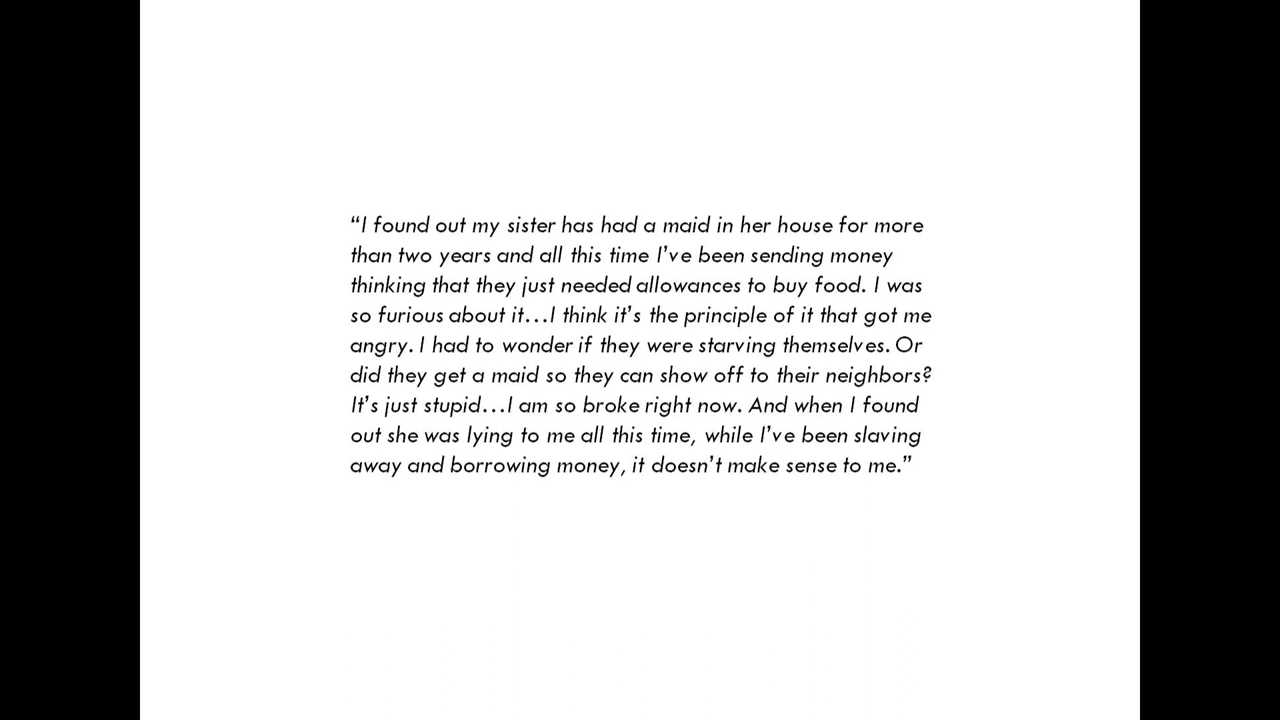 “I found out my sister has had a maid in her house for more
than two years and all this time I’ve been sending money
thinking that they just needed allowances to buy food. I was
so furious about it…I think it’s the principle of it that got me
angry. I had to wonder if they were starving themselves. Or
did they get a maid so they can show off to their neighbors?
It’s just stupid…I am so broke right now. And when I found
out she was lying to me all this time, while I’ve been slaving
away and borrowing money, it doesn’t make sense to me.”